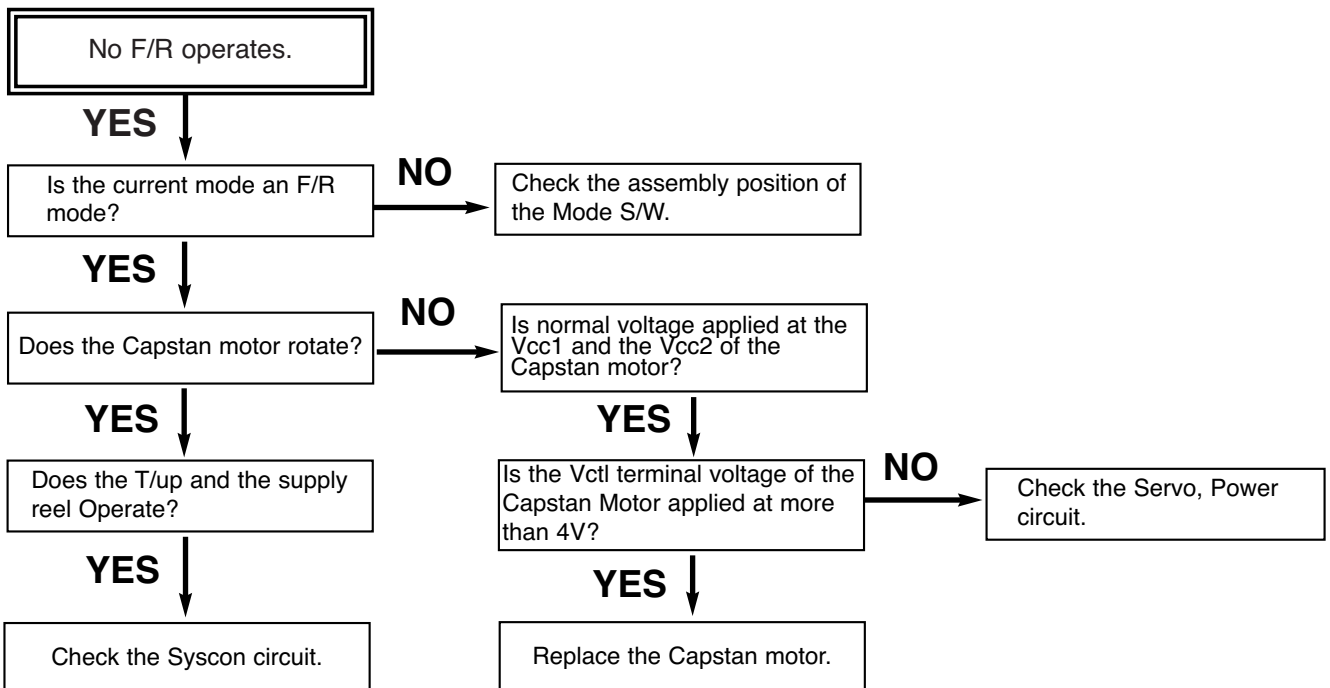 No F/R operates.
YES
Is the current mode an F/R
mode?
NO
Check the assembly position of
the Mode S/W.
YES
Does the Capstan motor rotate?
NO
Is normal voltage applied at the
Vcc1 and the Vcc2 of the
Capstan motor?
YES
YES
Does the T/up and the supply
reel Operate?
Is the Vctl terminal voltage of the
Capstan Motor applied at more
than 4V?
NO
Check the Servo, Power
circuit.
YES
YES
Check the Syscon circuit.
Replace the Capstan motor.